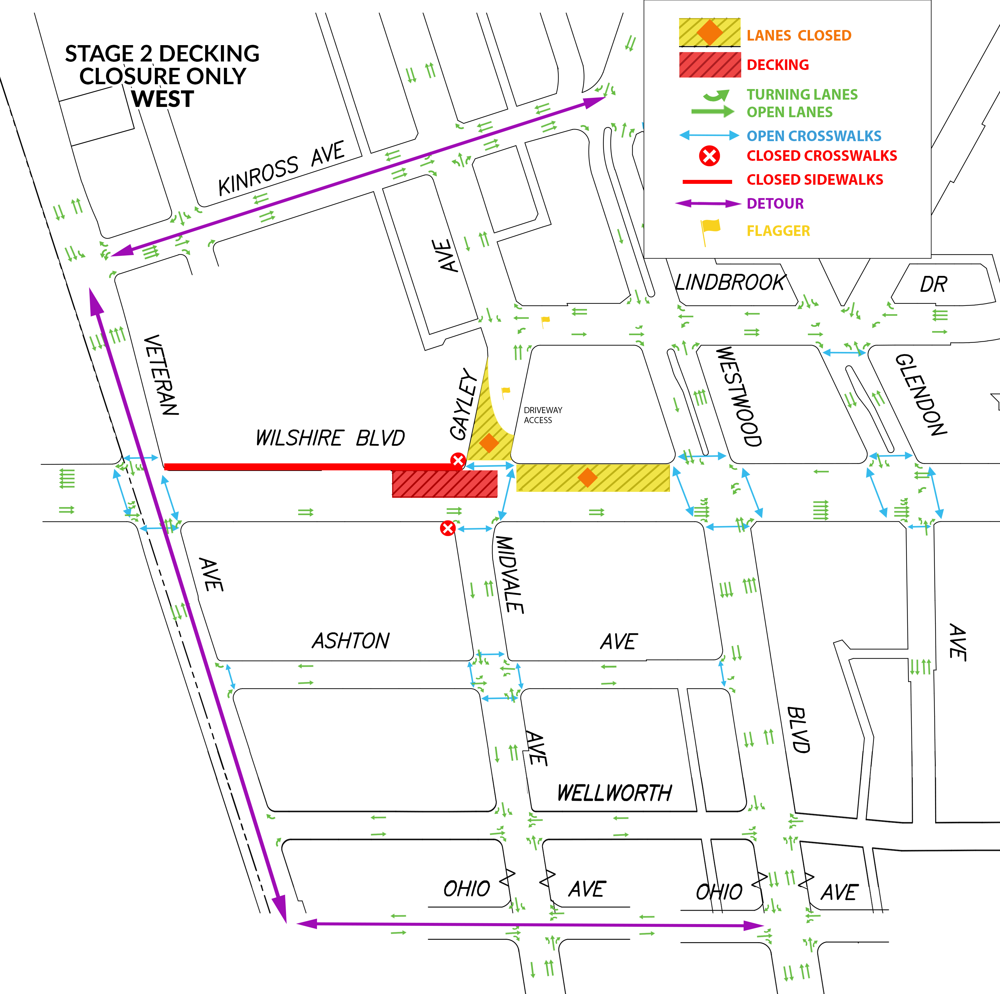 STAGE 2 DECKING
CLOSURE ONLY
WEST
LANES CLOSED
DECKING
TURNING LANES
OPEN LANES
OPEN CROSSWALKS
CLOSED CROSSWALKS
CLOSED SIDEWALKS
DETOUR
FLAGGER
KINROSS AVE
AVE
LINDBROOK
DR
VETERAN
GAYLEY
WESTWOOD
GLENDON
DRIVEWAY
ACCESS
WILSHIRE BLVD
AVE
MIDVALE
ASHTON
AVE
AVE
BLVD
AVE
WELLWORTH
OHIO
AVE
OHIO
AVE